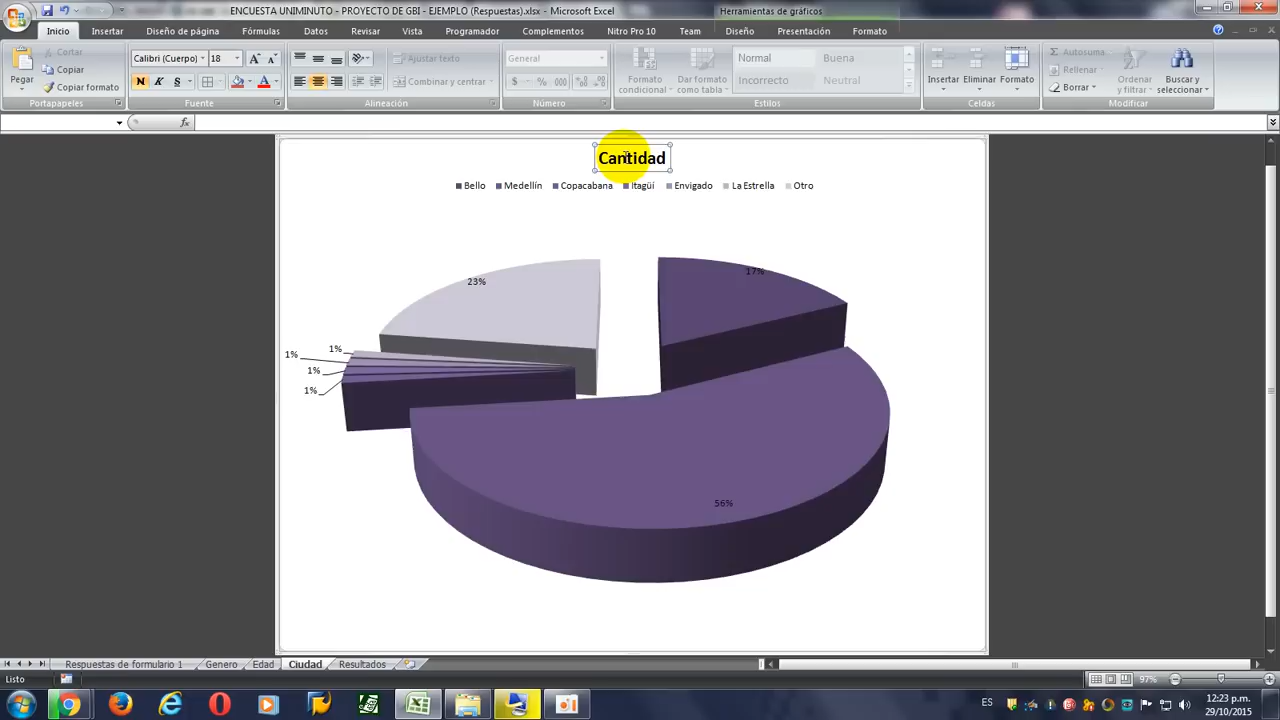 ENCUESTA UNIMINUTO - PROYECTO DE GBI - EJEMPLO (Respuestas).xlsx - Microsoft Excel
Herramientas de gráficos
Inicio Insertar Diseño de página Fórmulas Datos Revisar Vista Programador Complementos Nitro Pro 10 Team Diseño Presentación Formato
Cortar
Copiar
Copiar formato
Pegar
Portapapeles
Calibri (Cuerpo) 18
N K S
Fuente
Ajustar texto
Combinar y centrar
Alineación
General
$ % 000
Número
Formato condicional
Dar formato como tabla
Normal Buena
Incorrecto Neutral
Estilos
Insertar Eliminar Formato
Celdas
Autosuma
Rellenar
Borrar
Ordenar y filtrar
Buscar y seleccionar
Modificar
fx
Cantidad
Bello Medellín Copacabana Itagüí Envigado La Estrella Otro
17%
23%
1%
1%
1%
1%
56%
Respuestas de formulario 1 Genero Edad Ciudad Resultados
Listo
97%
ES
12:23 p.m.
29/10/2015